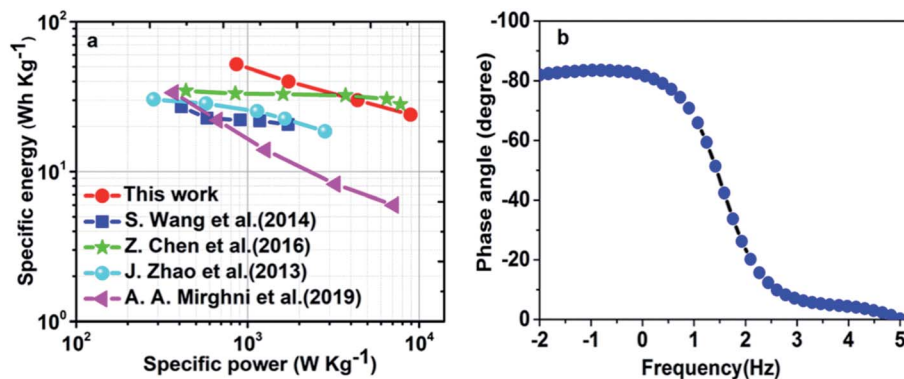 a
10²
10¹
10⁰
Specific energy (Wh Kg⁻¹)
This work
S. Wang et al.(2014)
Z. Chen et al.(2016)
J. Zhao et al.(2013)
A. A. Mirghni et al.(2019)
10² 10³ 10⁴
Specific power (W Kg⁻¹)
b
-100
-80
-60
-40
-20
0
Phase angle (degree)
-2 -1 0 1 2 3 4 5
Frequency(Hz)